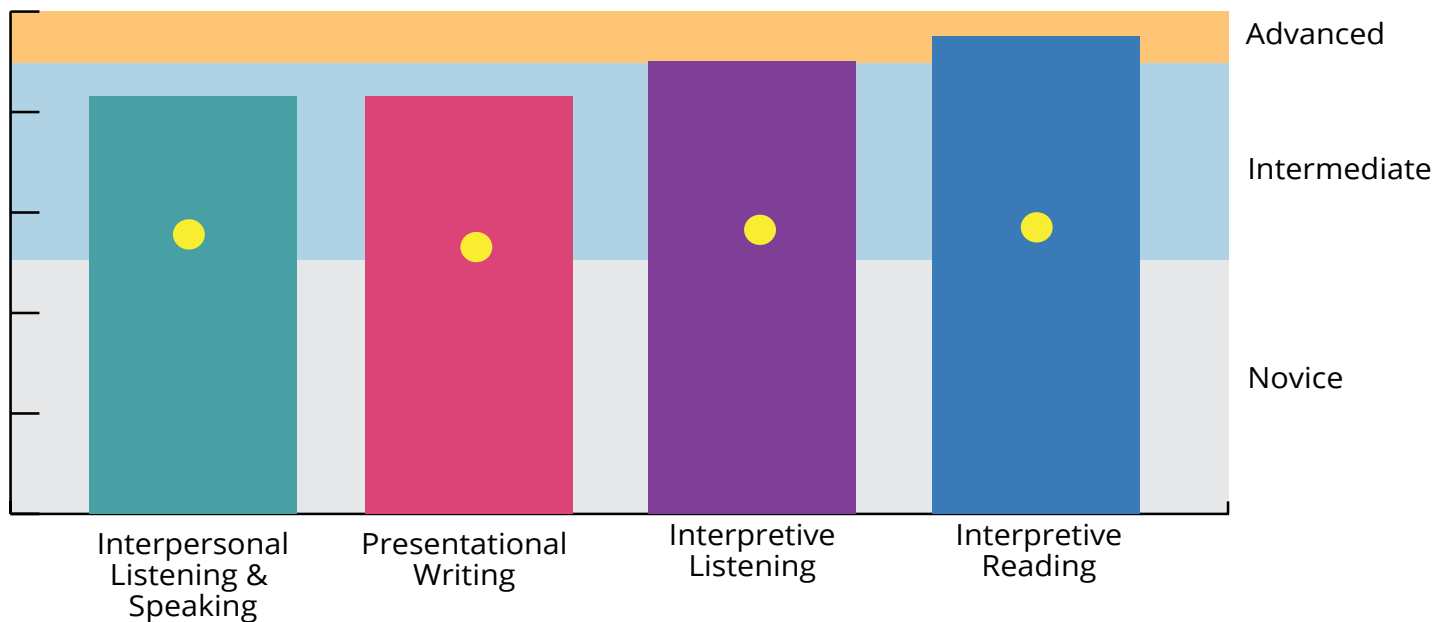 Advanced
Intermediate
Novice
Interpersonal
Listening &
Speaking
Presentational
Writing
Interpretive
Listening
Interpretive
Reading